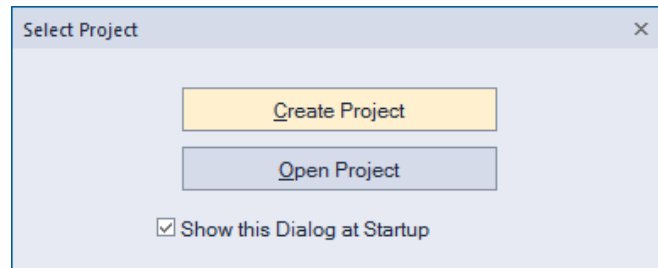 Select Project
Create Project
Open Project
Show this Dialog at Startup